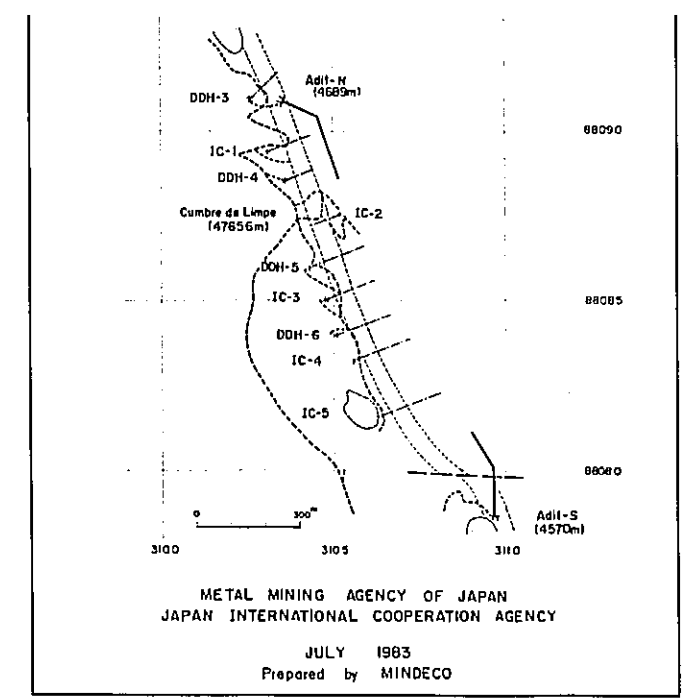 Adit-N
(4689m)
DDH-3
88090
IC-1
DDH-4
Cumbre de Limpe
(47656m)
IC-2
DDH-5
IC-3
88085
DDH-6
IC-4
IC-5
88080
0 300m
Adit-S
(4570m)
3100 3105 3110
METAL MINING AGENCY OF JAPAN
JAPAN INTERNATIONAL COOPERATION AGENCY
JULY 1983
Prepared by MINDECO